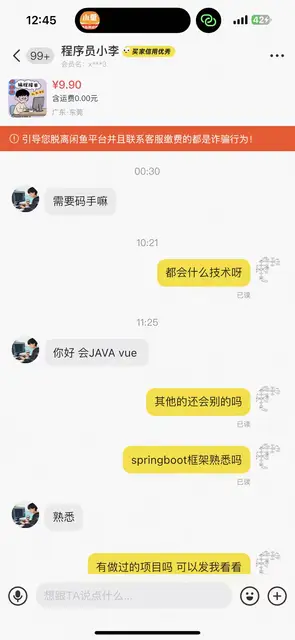 12:45
小童
42
99+
程序员小李
买家信用优秀
会员名：x***3
编程接单
¥9.90
含运费0.00元
广东·东莞
引导您脱离闲鱼平台并且联系客服缴费的都是诈骗行为！
00:30
需要码手嘛
10:21
都会什么技术呀
已读
11:25
你好 会JAVA vue
其他的还会别的吗
已读
springboot框架熟悉吗
已读
熟悉
有做过的项目吗 可以发我看看
想跟TA说点什么...